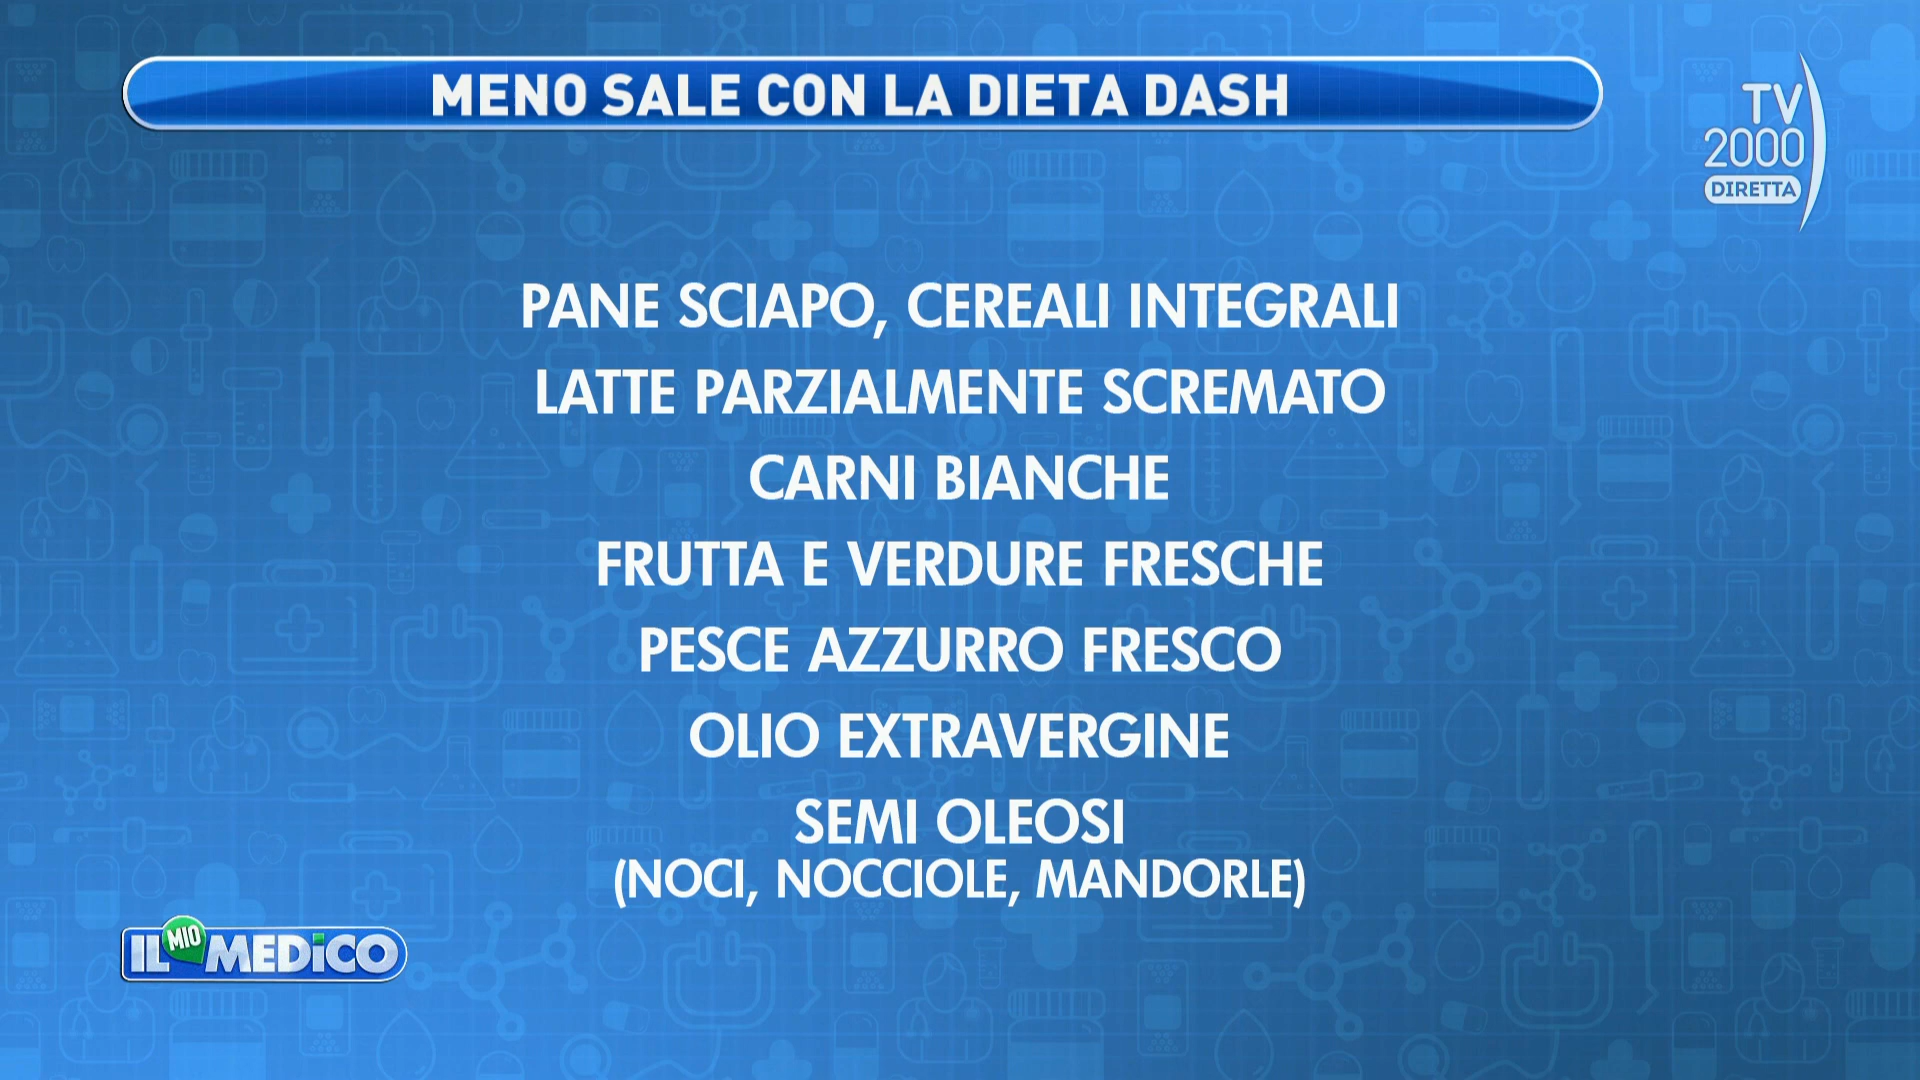 MENO SALE CON LA DIETA DASH
TV
2000
DIRETTA
PANE SCIAPO, CEREALI INTEGRALI
LATTE PARZIALMENTE SCREMATO
CARNI BIANCHE
FRUTTA E VERDURE FRESCHE
PESCE AZZURRO FRESCO
OLIO EXTRAVERGINE
SEMI OLEOSI
(NOCI, NOCCIOLE, MANDORLE)
IL MIO MEDiCO